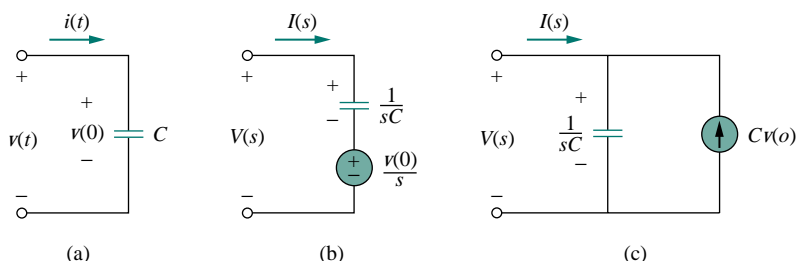 i(t)
+
v(t)
−
+
v(0)
−
C
(a)
I(s)
+
V(s)
−
+
−
1
sC
+
−
v(0)
s
(b)
I(s)
+
V(s)
−
+
1
sC
−
Cv(o)
(c)